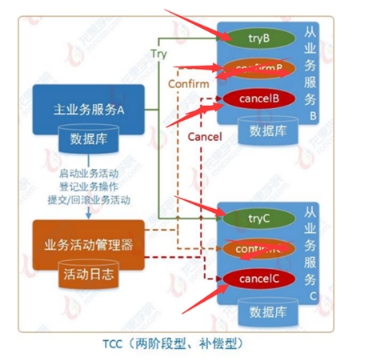 tryB
confirmB
cancelB
从业务服务B
数据库
Try
Confirm
Cancel
主业务服务A
数据库
启动业务活动
登记业务操作
提交/回滚业务活动
业务活动管理器
活动日志
tryC
cancelC
从业务服务C
数据库
TCC（两阶段型、补偿型）